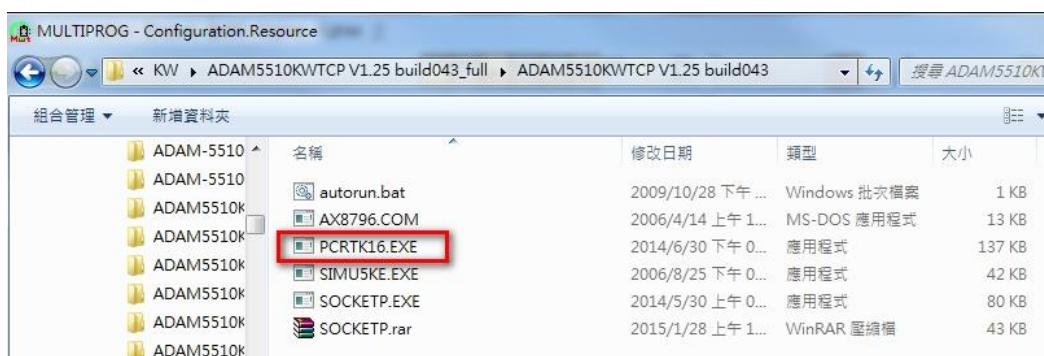 MULTIPROG - Configuration.Resource
« KW ▸ ADAM5510KWTCP V1.25 build043_full ▸ ADAM5510KWTCP V1.25 build043 搜尋 ADAM5510KW
組合管理 ▼ 新增資料夾
名稱 修改日期 類型 大小
ADAM-5510
ADAM-5510
ADAM5510K
ADAM5510K
ADAM5510K
ADAM5510K
ADAM5510K
ADAM5510K
autorun.bat 2009/10/28 下午 ... Windows 批次檔案 1 KB
AX8796.COM 2006/4/14 上午 1... MS-DOS 應用程式 13 KB
PCRTK16.EXE 2014/6/30 下午 0... 應用程式 137 KB
SIMU5KE.EXE 2006/8/25 下午 0... 應用程式 42 KB
SOCKETP.EXE 2014/5/30 上午 0... 應用程式 80 KB
SOCKETP.rar 2015/1/28 上午 1... WinRAR 壓縮檔 43 KB